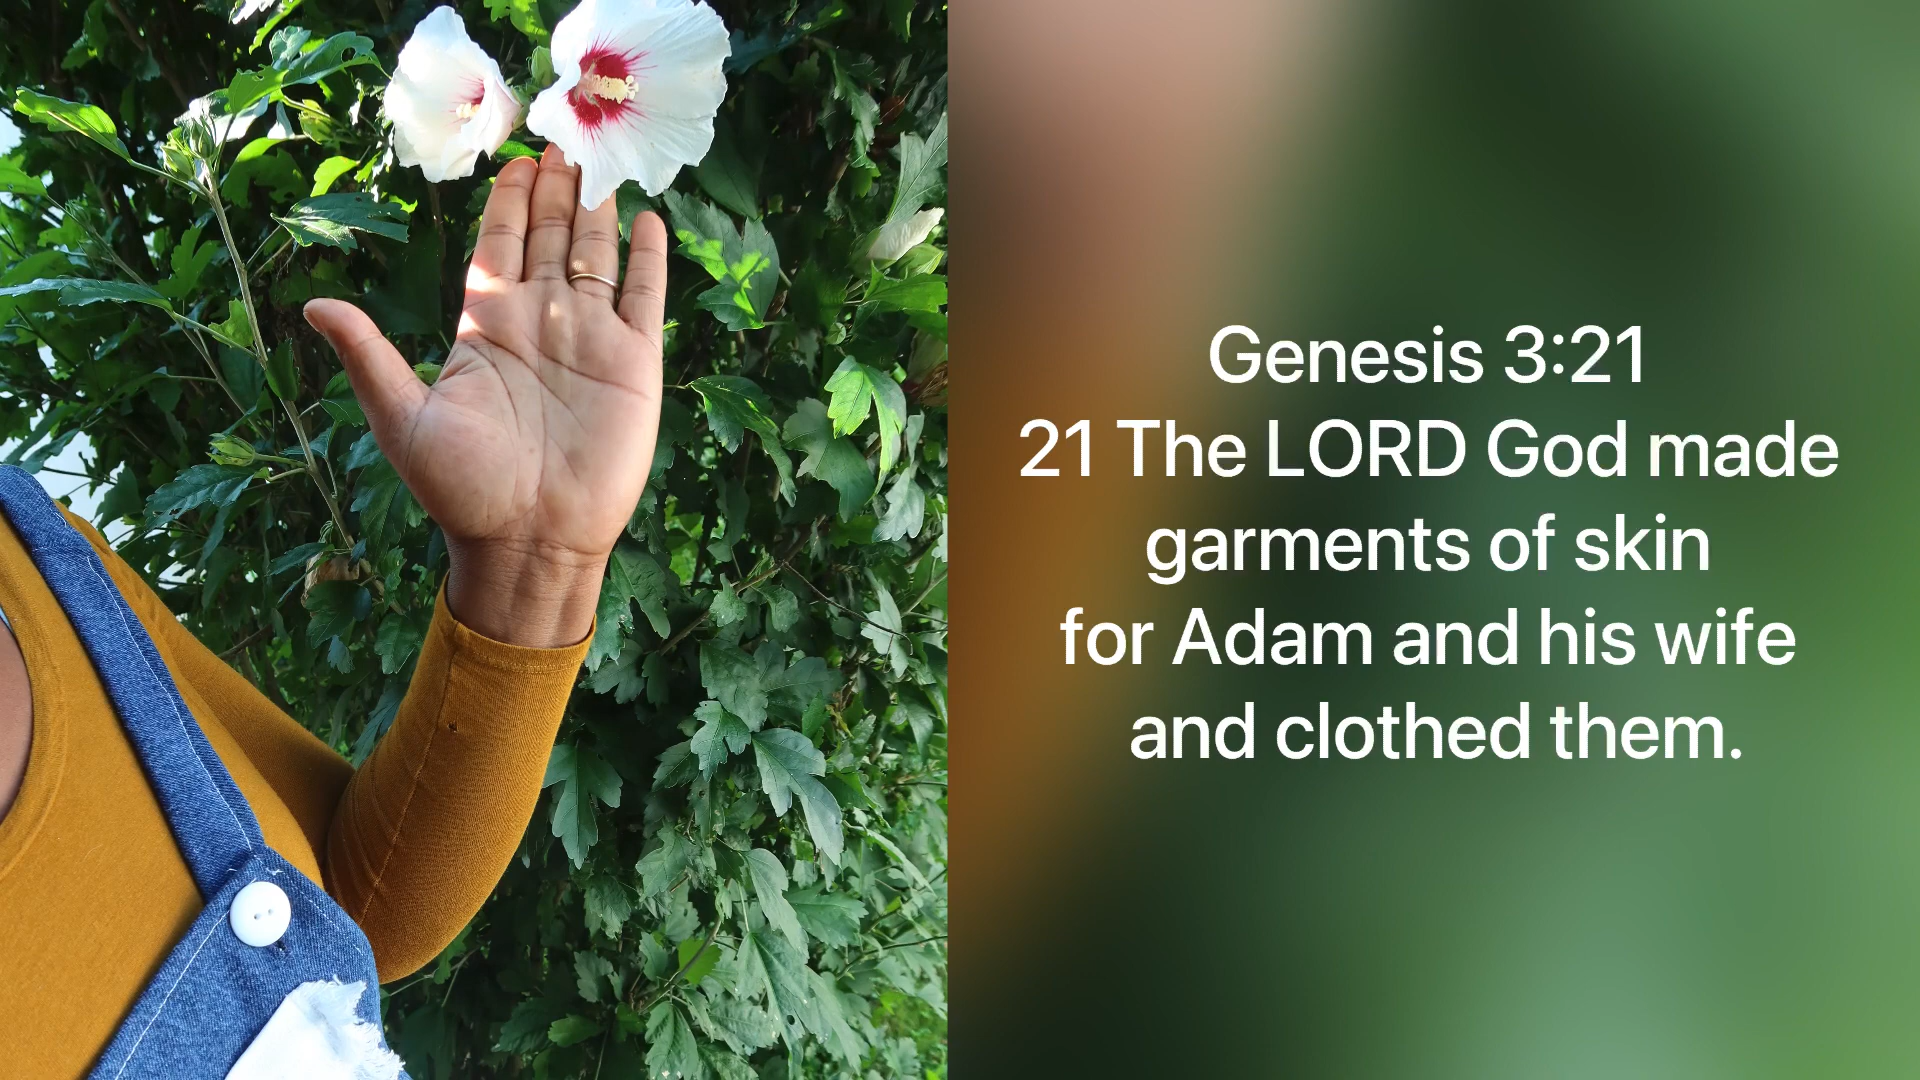 Genesis 3:21
21 The LORD God made
garments of skin
for Adam and his wife
and clothed them.